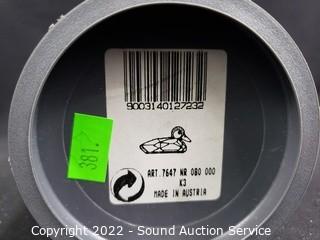 9003140127232
381.
ART.7647 NR 080 000
K3
MADE IN AUSTRIA
Copyright 2022 - Sound Auction Service